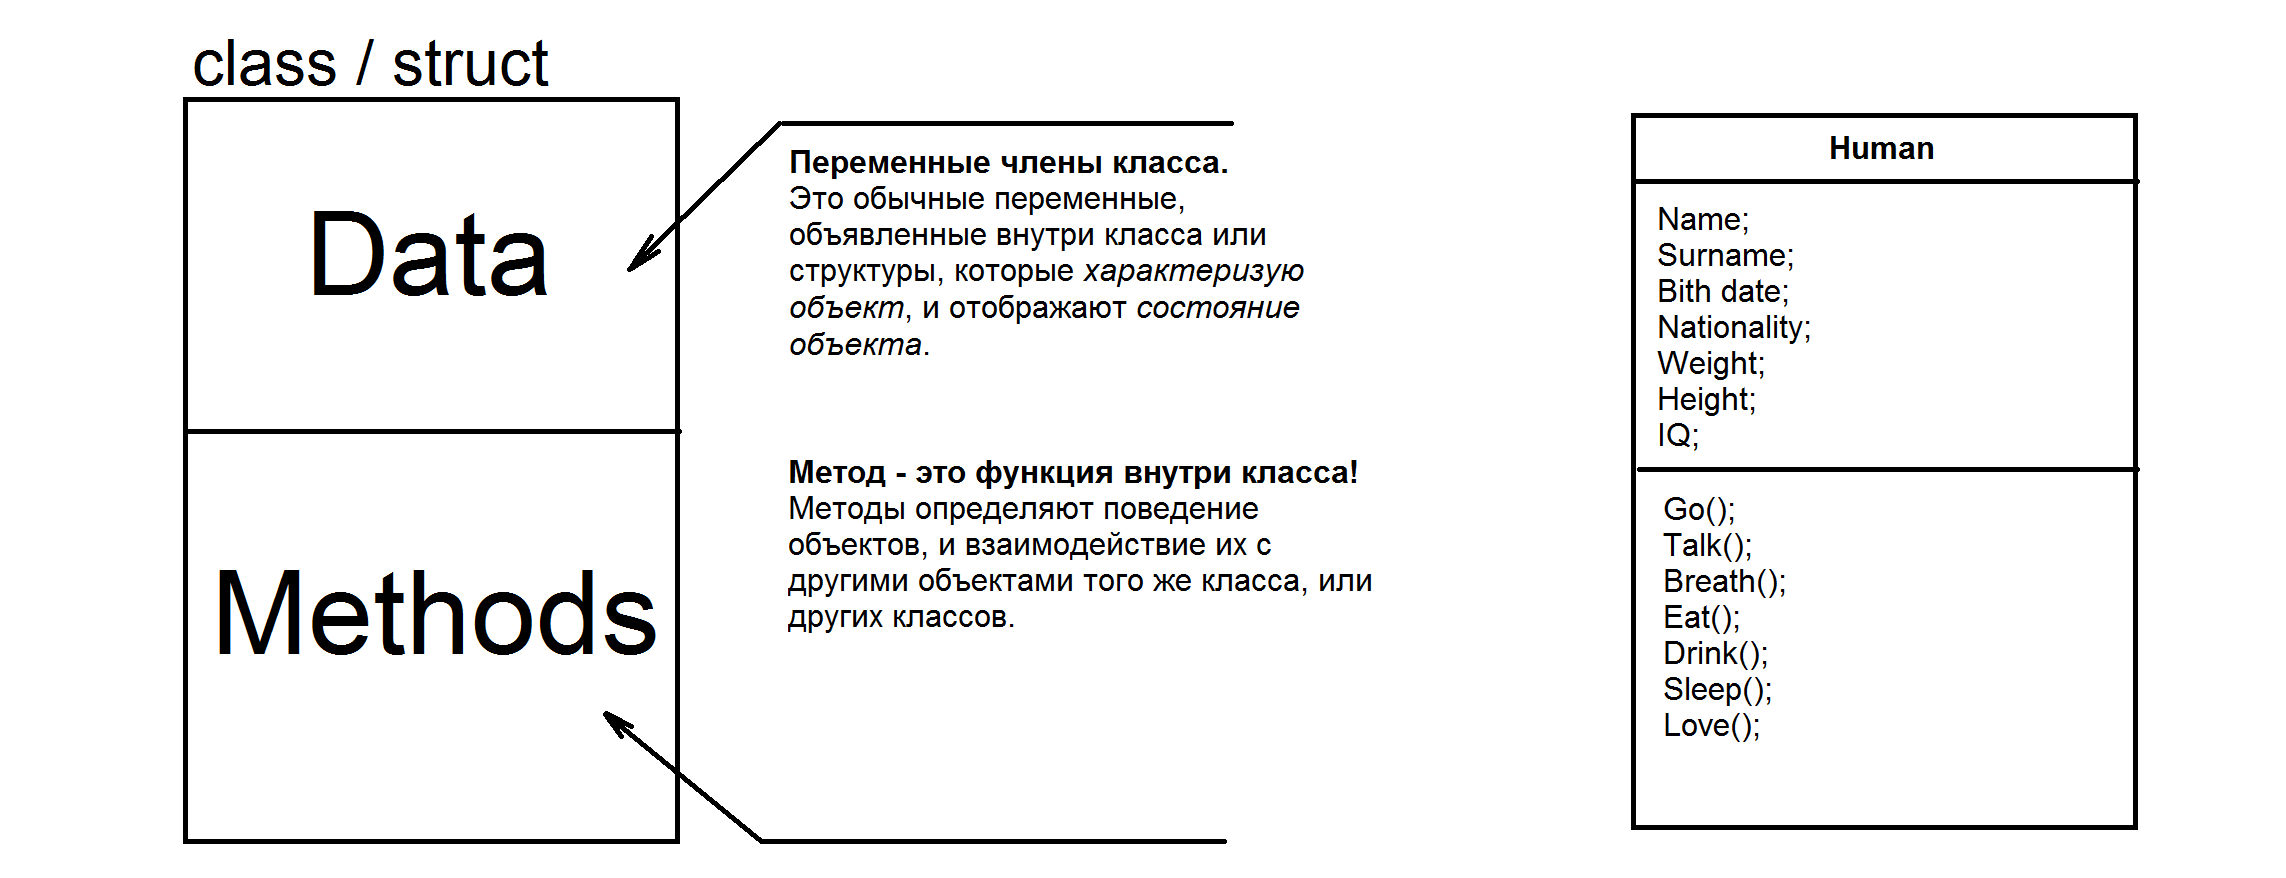 class / struct
Data
Methods
Переменные члены класса.
Это обычные переменные,
объявленные внутри класса или
структуры, которые характеризую
объект, и отображают состояние
объекта.
Метод - это функция внутри класса!
Методы определяют поведение
объектов, и взаимодействие их с
другими объектами того же класса, или
других классов.
Human
Name;
Surname;
Bith date;
Nationality;
Weight;
Height;
IQ;
Go();
Talk();
Breath();
Eat();
Drink();
Sleep();
Love();